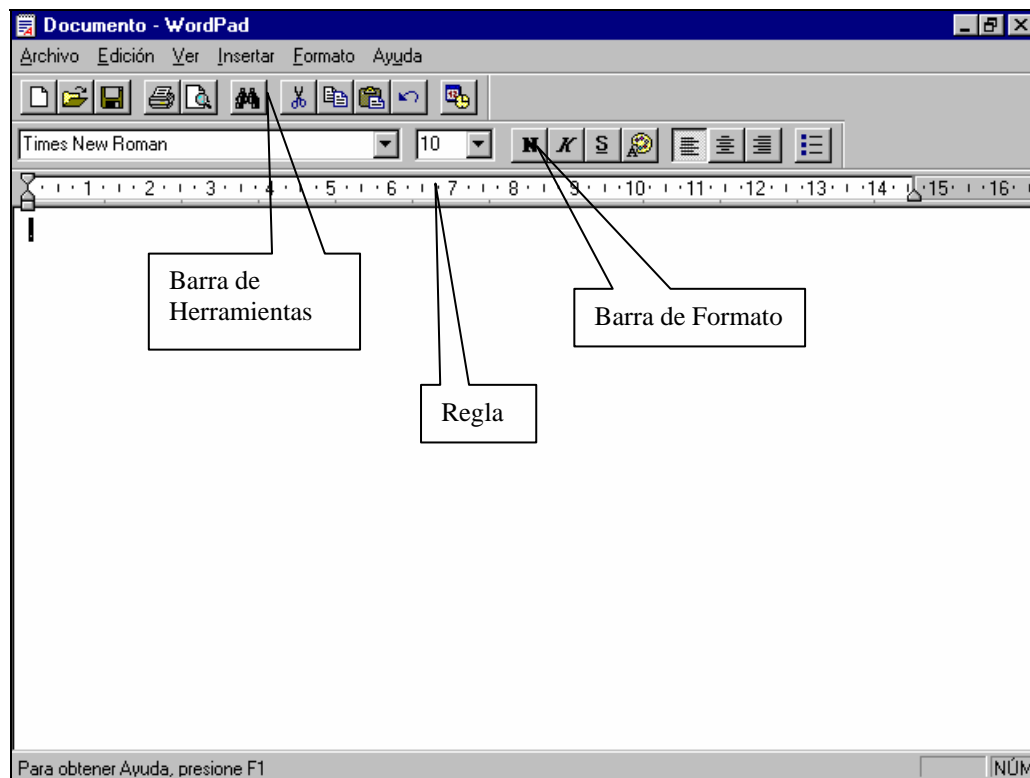 Documento - WordPad
Archivo Edición Ver Insertar Formato Ayuda
Times New Roman 10 N K S
1 2 3 4 5 6 7 8 9 10 11 12 13 14 15 16
Barra de
Herramientas
Barra de Formato
Regla
Para obtener Ayuda, presione F1 NÚM